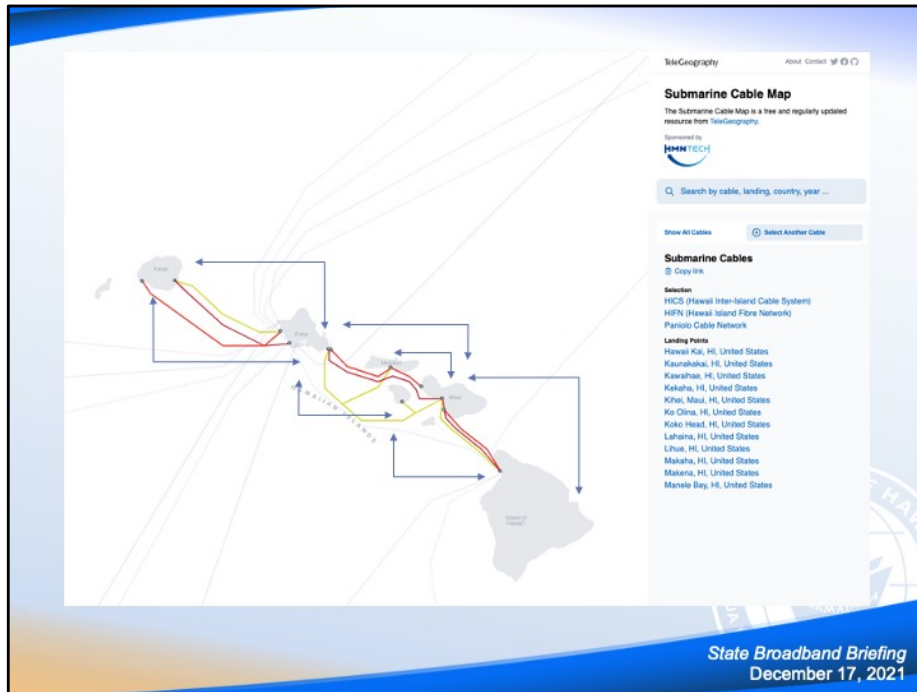 TeleGeography
About Contact
Submarine Cable Map
The Submarine Cable Map is a free and regularly updated
resource from TeleGeography.
Sponsored by
HMNTECH
Search by cable, landing, country, year ...
Show All Cables
Select Another Cable
Submarine Cables
Copy link
Selection
HICS (Hawaii Inter-Island Cable System)
HIFN (Hawaii Island Fibre Network)
Paniolo Cable Network
Landing Points
Hawaii Kai, HI, United States
Kaunakakai, HI, United States
Kawaihae, HI, United States
Kekaha, HI, United States
Kihei, Maui, HI, United States
Ko Olina, HI, United States
Koko Head, HI, United States
Lahaina, HI, United States
Lihue, HI, United States
Makaha, HI, United States
Makena, HI, United States
Manele Bay, HI, United States
Kauai
Maui
HAWAIIAN ISLANDS
Island of
Hawai'i
State Broadband Briefing
December 17, 2021